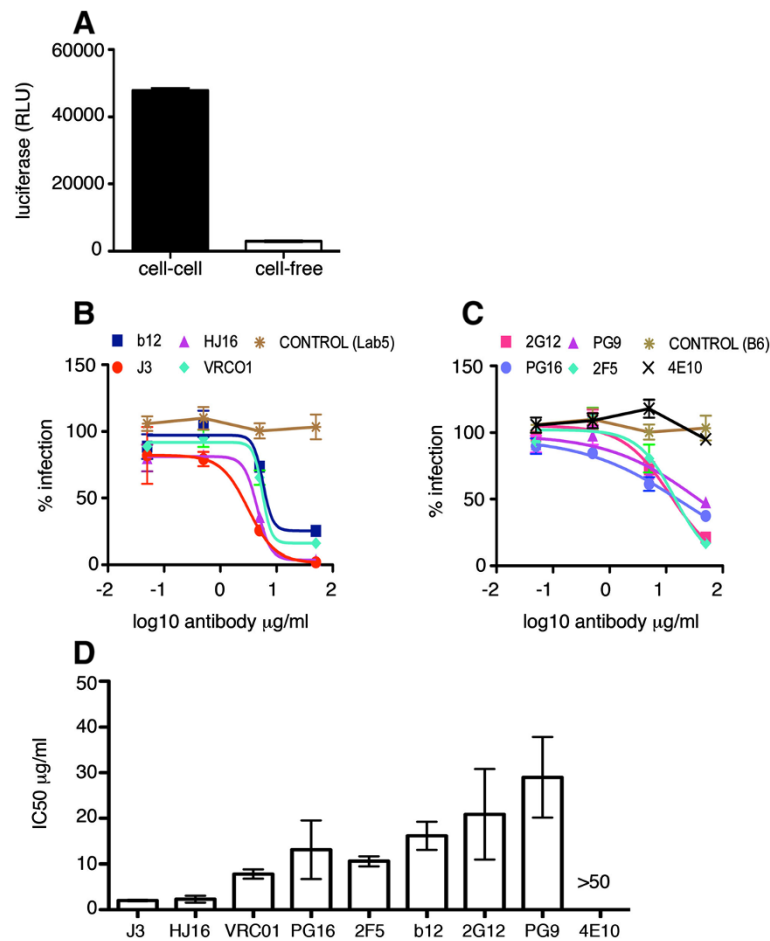 A
60000
40000
20000
0
luciferase (RLU)
cell-cell cell-free
B
b12 HJ16 CONTROL (Lab5)
J3 VRCO1
150
100
50
0
% infection
-2 -1 0 1 2
log10 antibody µg/ml
C
2G12 PG9 CONTROL (B6)
PG16 2F5 4E10
150
100
50
0
% infection
-2 -1 0 1 2
log10 antibody µg/ml
D
50
40
30
20
10
0
IC50 µg/ml
>50
J3 HJ16 VRC01 PG16 2F5 b12 2G12 PG9 4E10